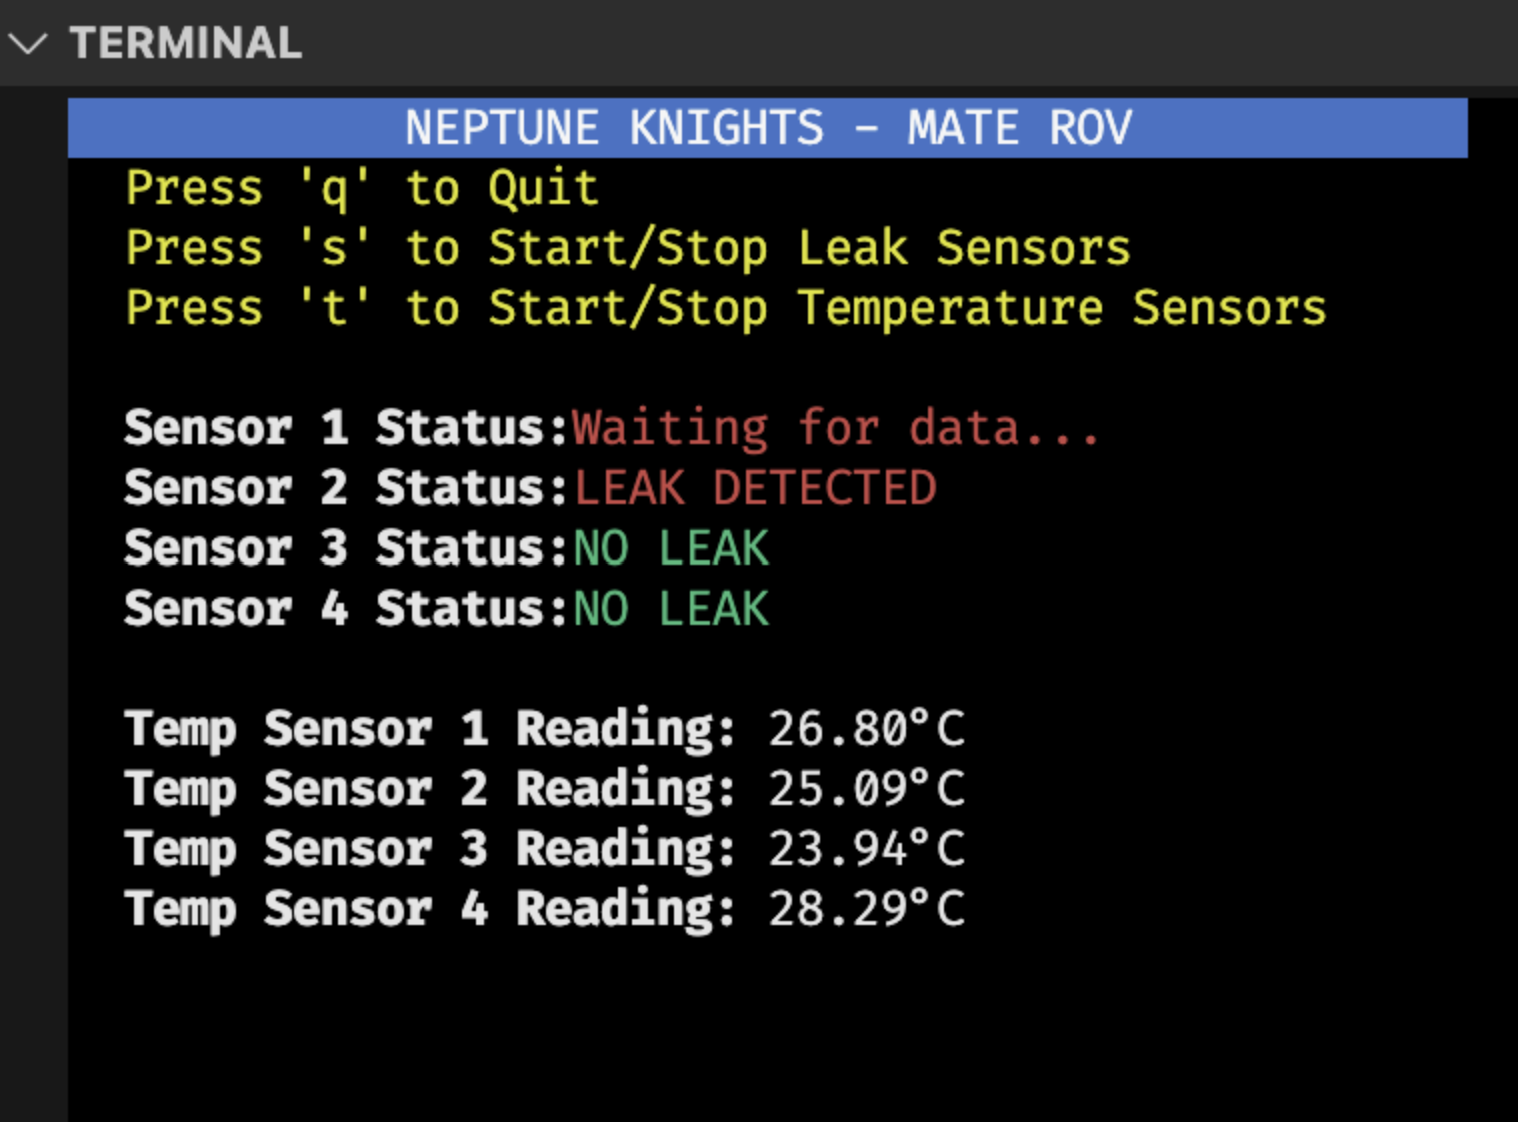 TERMINAL
NEPTUNE KNIGHTS - MATE ROV
Press 'q' to Quit
Press 's' to Start/Stop Leak Sensors
Press 't' to Start/Stop Temperature Sensors
Sensor 1 Status:Waiting for data...
Sensor 2 Status:LEAK DETECTED
Sensor 3 Status:NO LEAK
Sensor 4 Status:NO LEAK
Temp Sensor 1 Reading: 26.80°C
Temp Sensor 2 Reading: 25.09°C
Temp Sensor 3 Reading: 23.94°C
Temp Sensor 4 Reading: 28.29°C